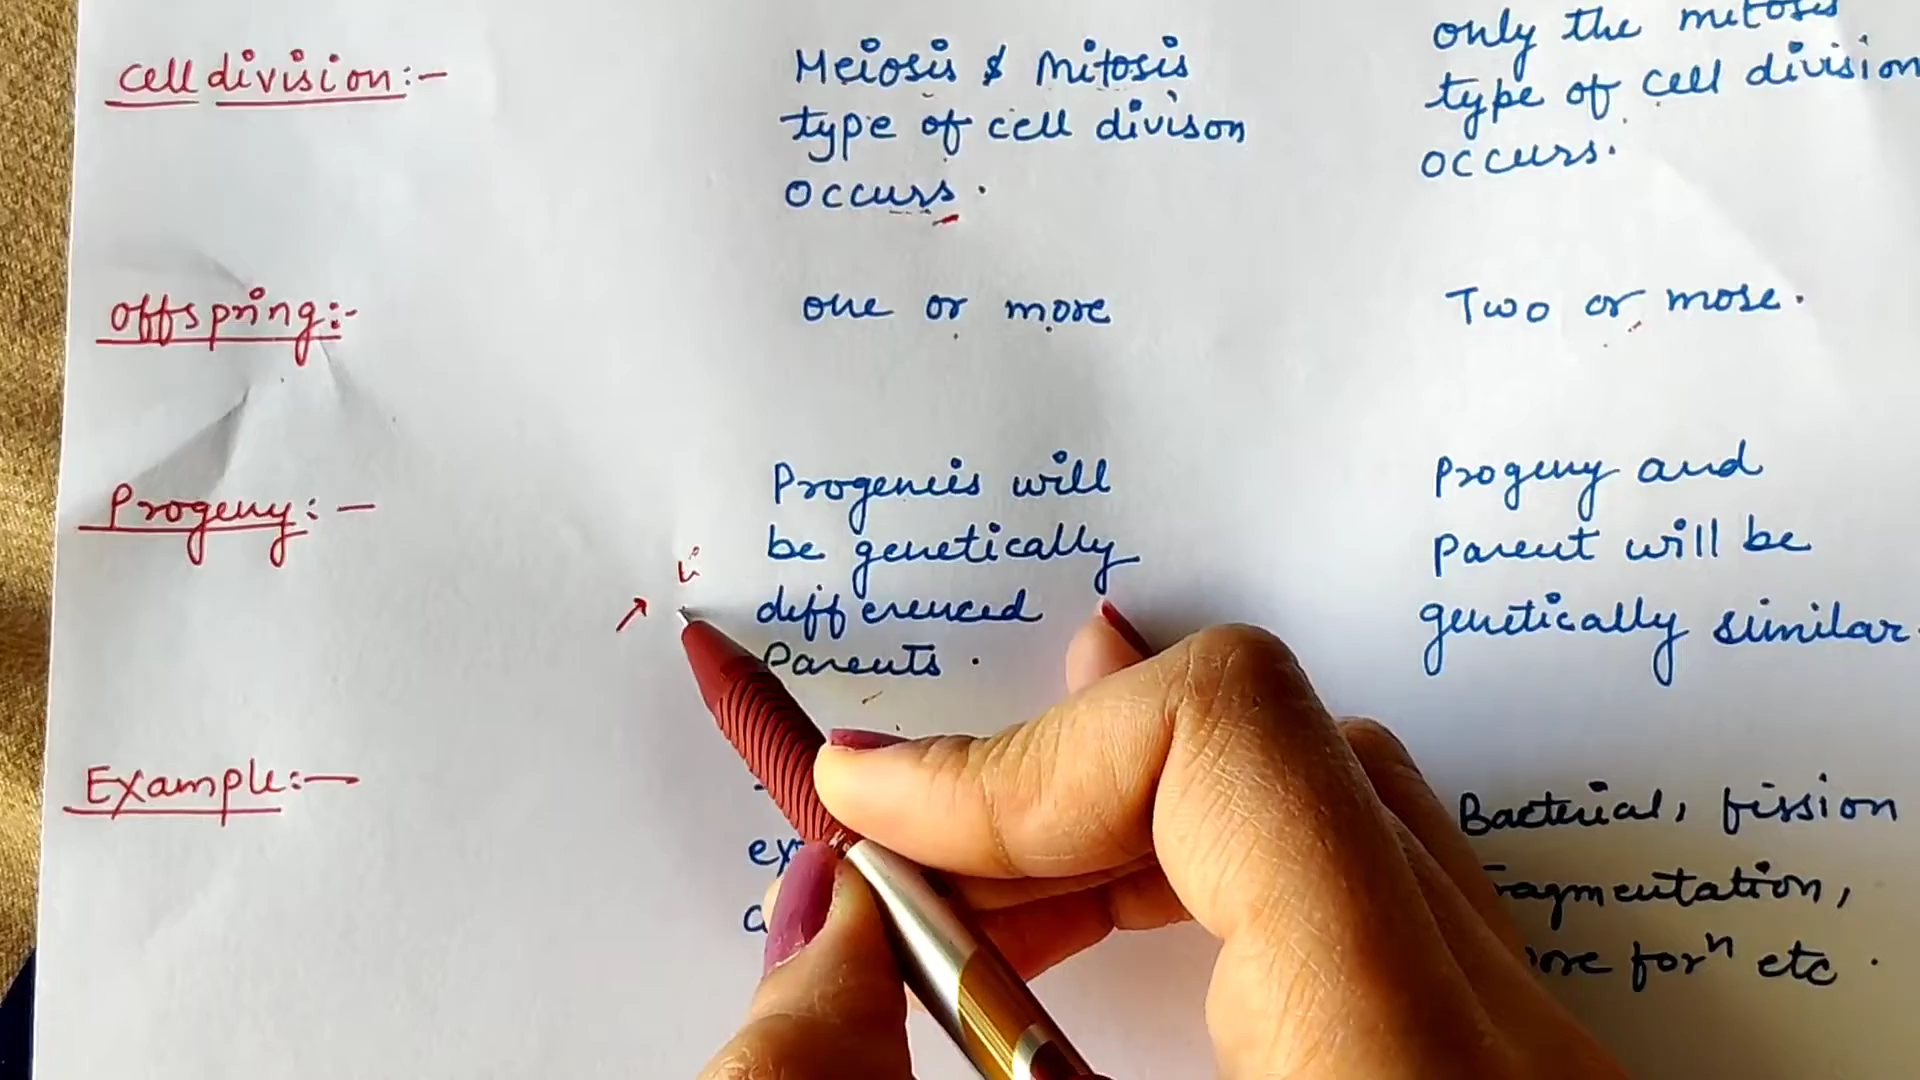 Cell division:-
Meiosis & Mitosis
type of cell divison
occurs.
only the mitosis
type of cell division
occurs.
Offspring:-
one or more
Two or more.
Progeny:-
Progenies will
be genetically
differenced
Parents.
Progeny and
Parent will be
genetically similar.
Example:-
Bacterial, fission
etc.